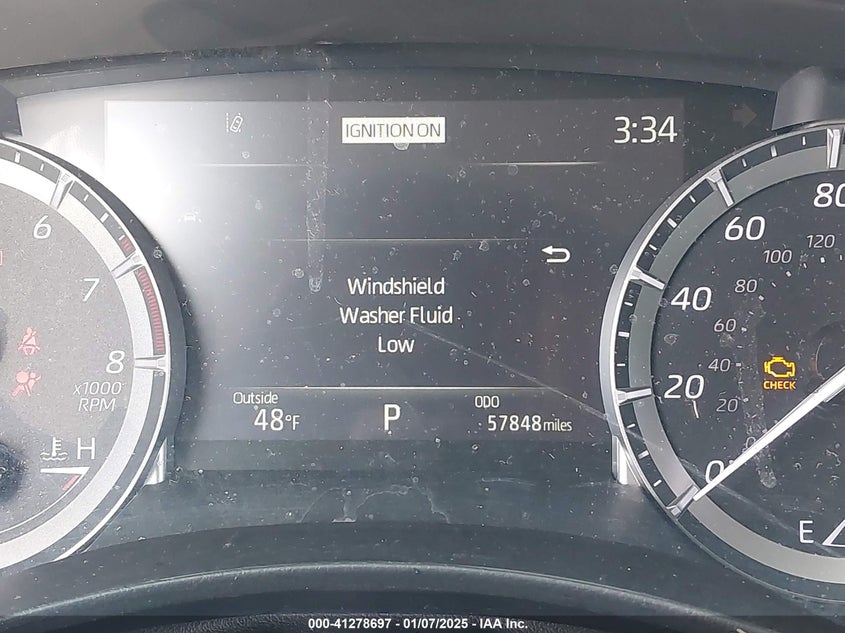 IGNITION ON
3:34
Windshield
Washer Fluid
Low
Outside
48°F
P
ODO
57848 miles
6
7
8
x1000
RPM
H
80
60
40
20
0
120
100
80
60
40
20
0
CHECK
E
000-41278697 - 01/07/2025 - IAA Inc.